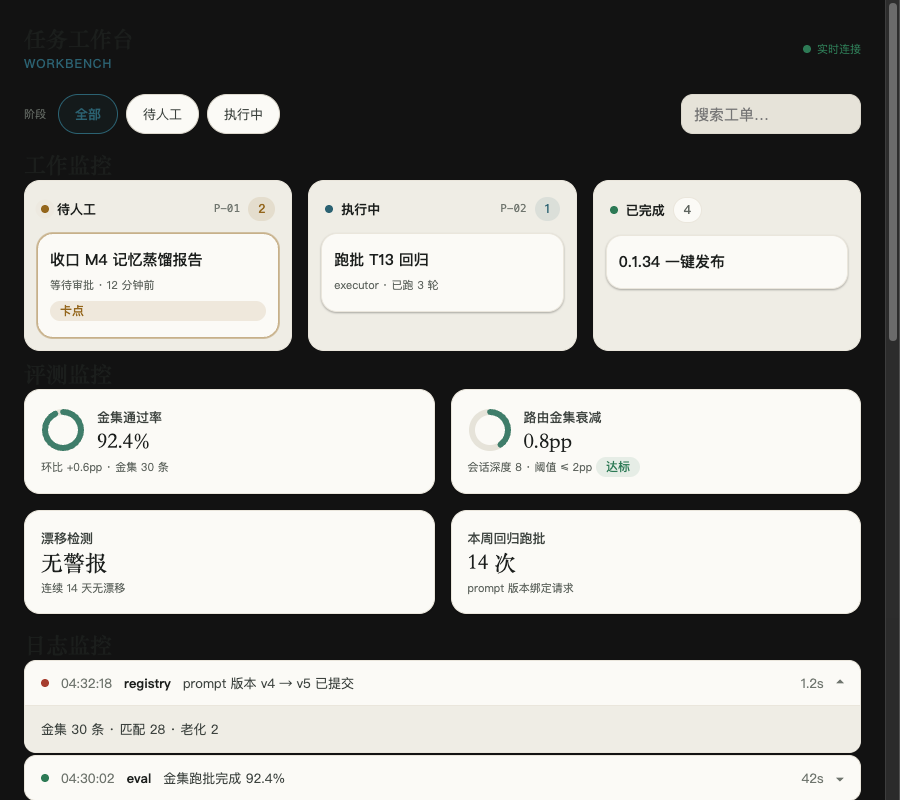 任务工作台
WORKBENCH
实时连接
阶段 全部 待人工 执行中 搜索工单...
工作监控
待人工 P-01 2
收口 M4 记忆蒸馏报告
等待审批 · 12 分钟前
卡点
执行中 P-02 1
跑批 T13 回归
executor · 已跑 3 轮
已完成 4
0.1.34 一键发布
评测监控
金集通过率
92.4%
环比 +0.6pp · 金集 30 条
路由金集衰减
0.8pp
会话深度 8 · 阈值 ≤ 2pp 达标
漂移检测
无警报
连续 14 天无漂移
本周回归跑批
14 次
prompt 版本绑定请求
日志监控
04:32:18 registry prompt 版本 v4 → v5 已提交 1.2s
金集 30 条 · 匹配 28 · 老化 2
04:30:02 eval 金集跑批完成 92.4% 42s